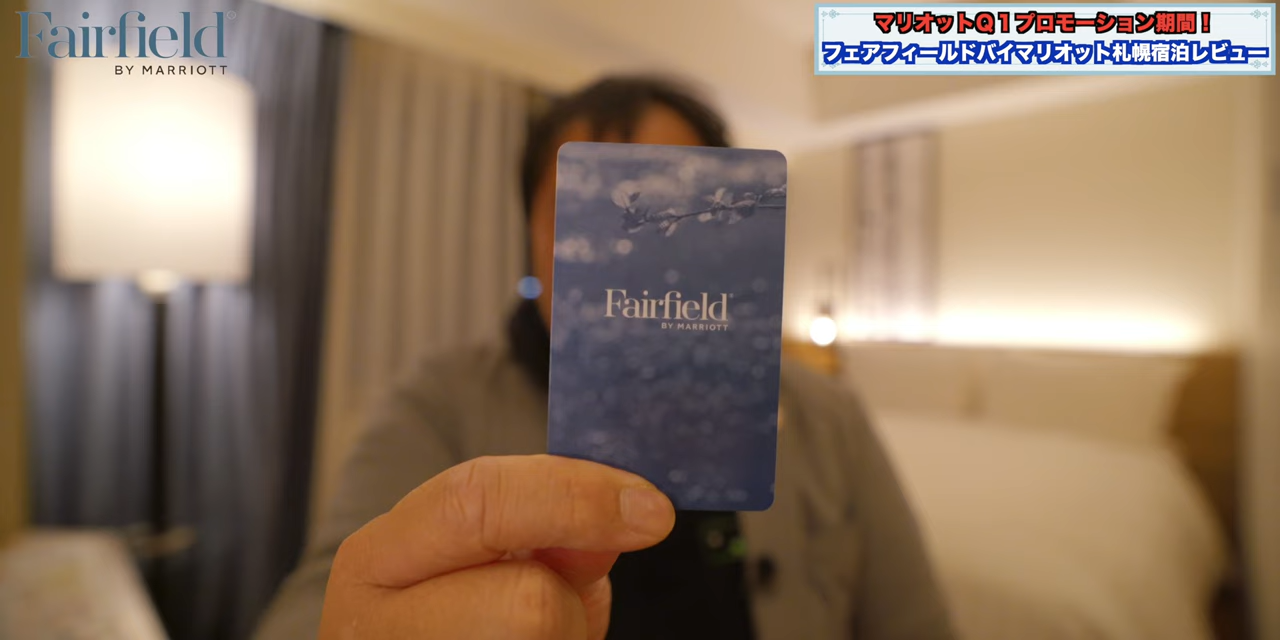 Fairfield
BY MARRIOTT
マリオットQ1プロモーション期間！
フェアフィールドバイマリオット札幌宿泊レビュー
Fairfield
BY MARRIOTT